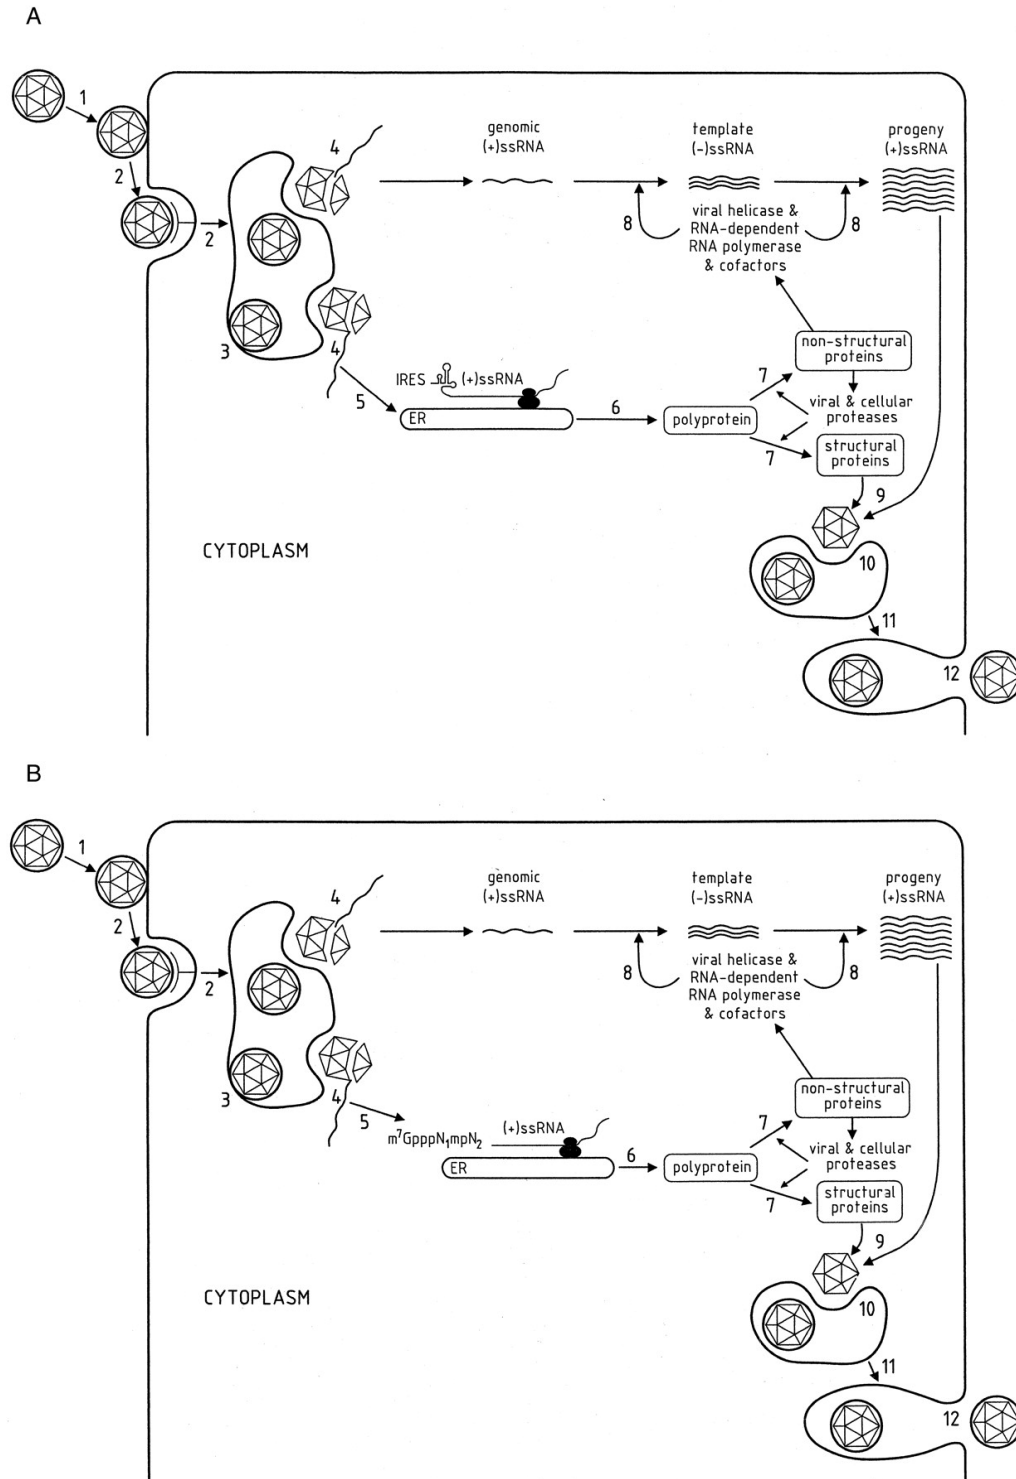 A
1
2
2
3
4
4
genomic
(+)ssRNA
template
(-)ssRNA
progeny
(+)ssRNA
8
viral helicase &
RNA-dependent
RNA polymerase
& cofactors
8
non-structural
proteins
5
IRES
(+)ssRNA
ER
6
polyprotein
7
7
viral & cellular
proteases
structural
proteins
9
10
11
12
CYTOPLASM
B
1
2
2
3
4
4
genomic
(+)ssRNA
template
(-)ssRNA
progeny
(+)ssRNA
8
viral helicase &
RNA-dependent
RNA polymerase
& cofactors
8
non-structural
proteins
5
m⁷GpppN₁mpN₂
(+)ssRNA
ER
6
polyprotein
7
7
viral & cellular
proteases
structural
proteins
9
10
11
12
CYTOPLASM